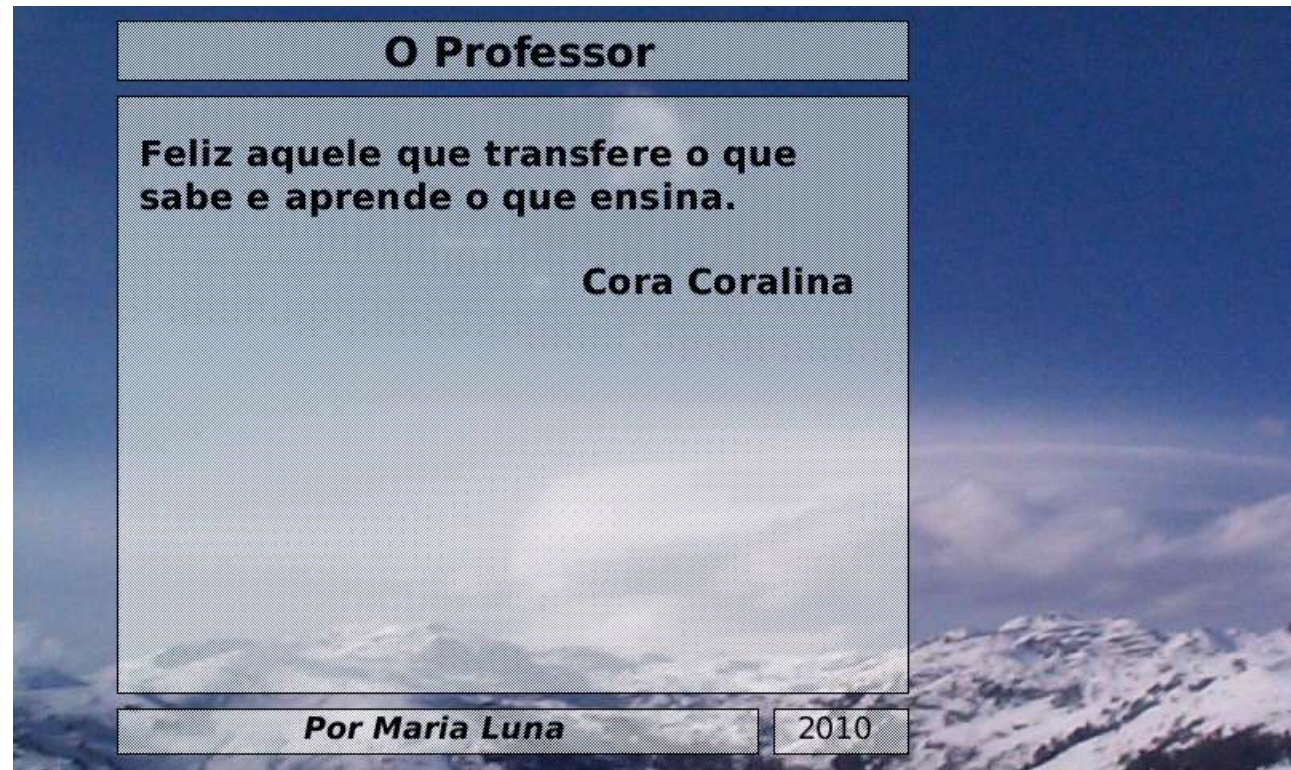 O Professor
Feliz aquele que transfere o que
sabe e aprende o que ensina.
Cora Coralina
Por Maria Luna
2010